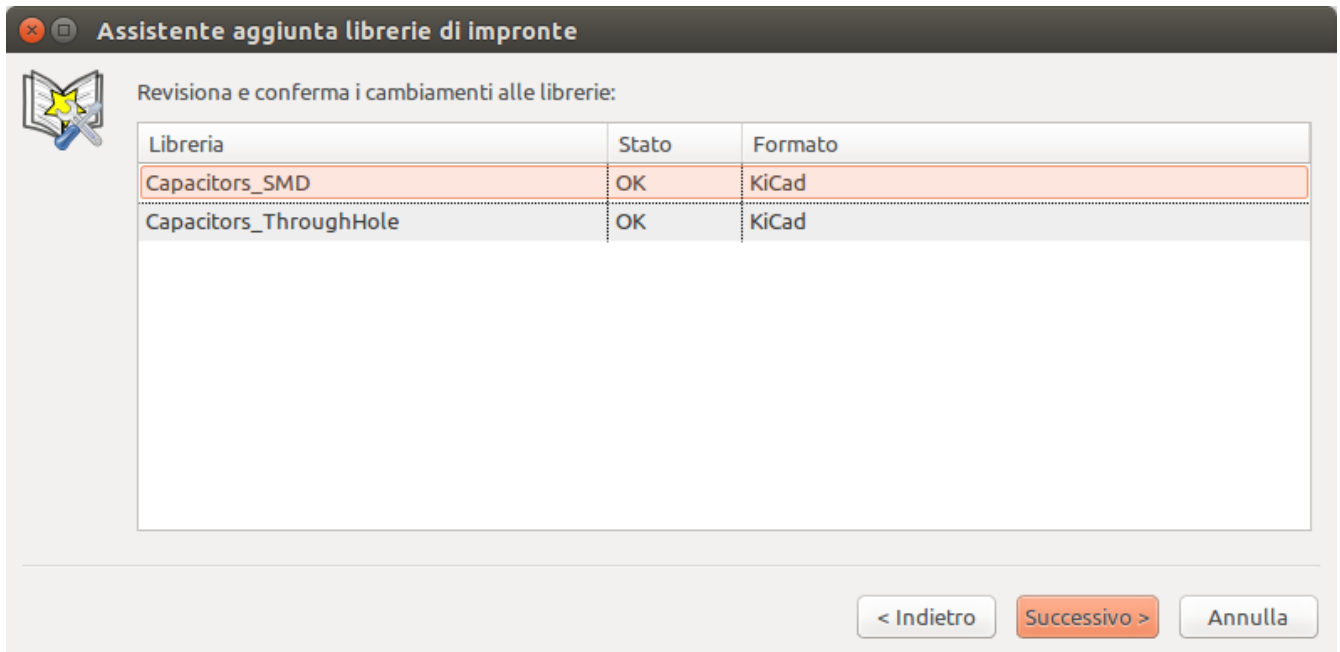 Assistente aggiunta librerie di impronte
Revisiona e conferma i cambiamenti alle librerie:
Libreria Stato Formato
Capacitors_SMD OK KiCad
Capacitors_ThroughHole OK KiCad
< Indietro Successivo > Annulla